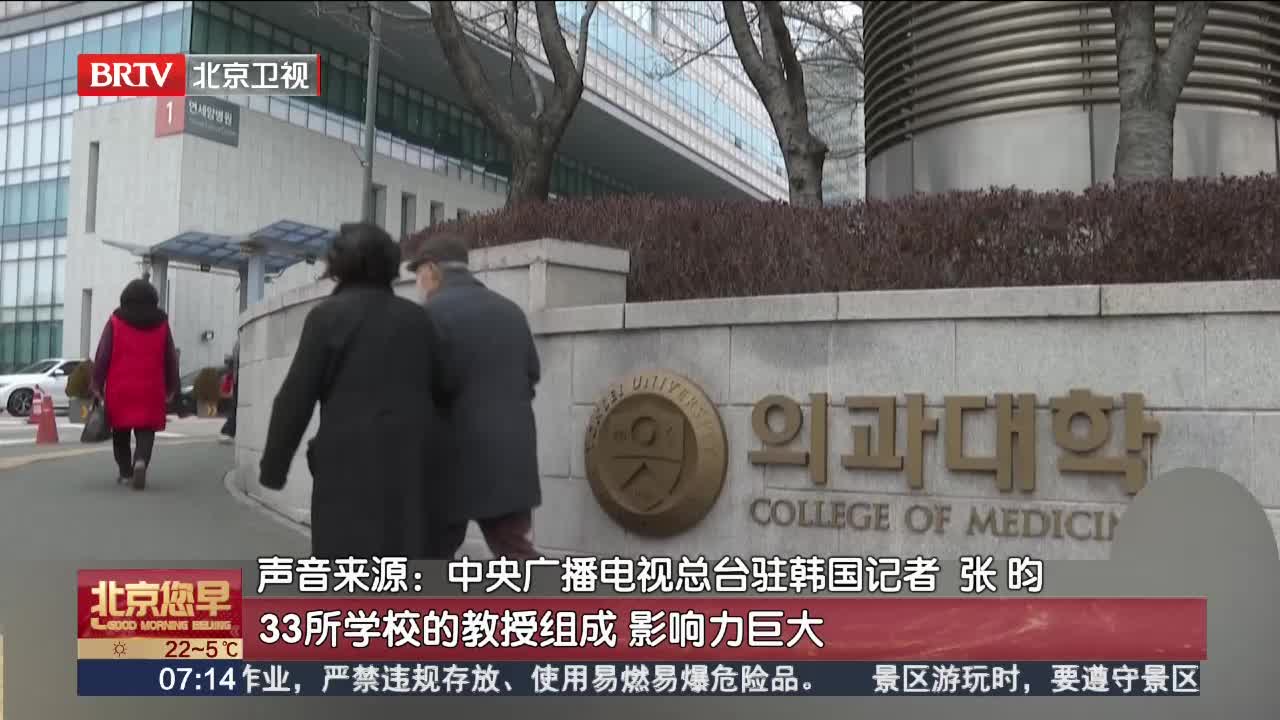 BRTV 北京卫视
1 연세암병원
의과대학
COLLEGE OF MEDICIN
声音来源：中央广播电视总台驻韩国记者 张 昀
北京您早
GOOD MORNING BEIJING
33所学校的教授组成 影响力巨大
22~5℃
07:14 作业，严禁违规存放、使用易燃易爆危险品。 景区游玩时，要遵守景区